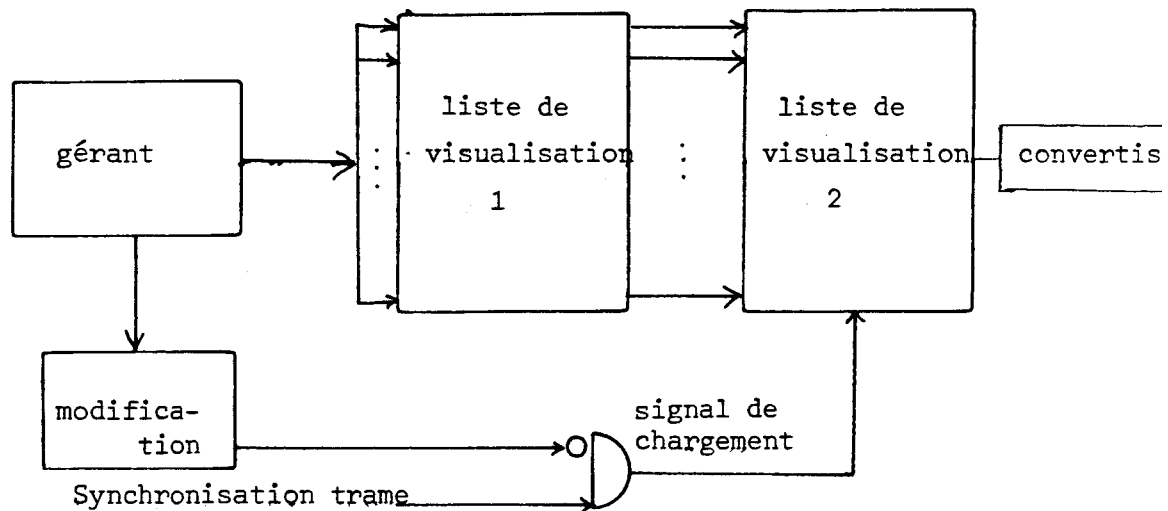 gérant
liste de
visualisation
1
liste de
visualisation
2
convertis
modifica-
tion
signal de
chargement
Synchronisation trame